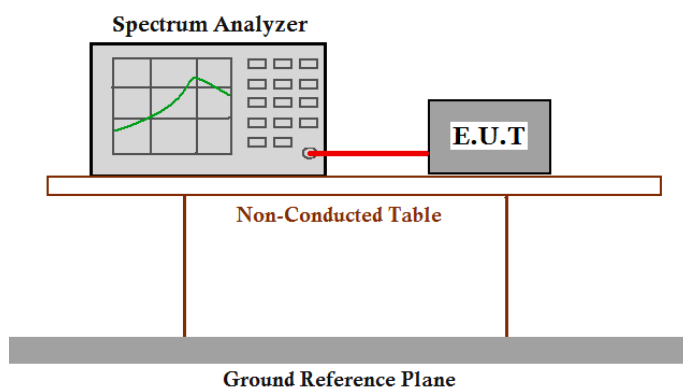 Spectrum Analyzer
E.U.T
Non-Conducted Table
Ground Reference Plane